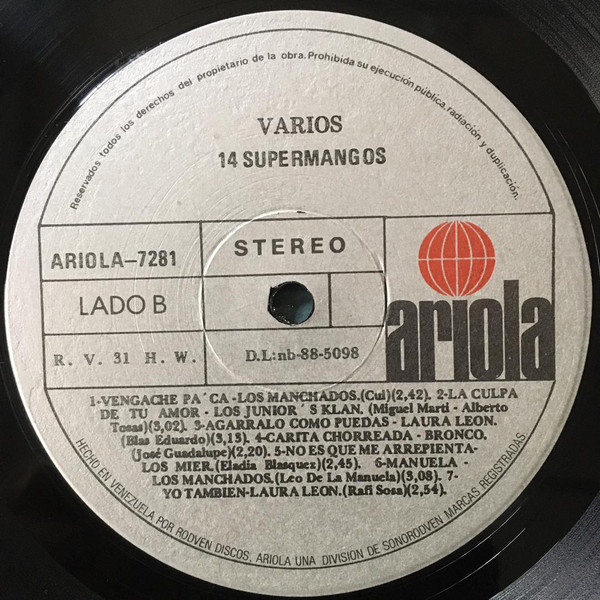 Reservados todos los derechos del propietario de la obra. Prohibida su ejecución pública, radiación y duplicación.
VARIOS
14 SUPERMANGOS
ARIOLA-7281
STEREO
LADO B
ariola
R. V. 31 H. W.
D.L:nb-88-5098
1-VENGACHE PA´CA-LOS MANCHADOS.(Cui)(2,42). 2-LA CULPA
DE TU AMOR - LOS JUNIOR´S KLAN. (Miguel Marti - Alberto
Tosas)(3,02). 3-AGARRALO COMO PUEDAS - LAURA LEON.
(Blas Eduardo)(3,13). 4-CARITA CHORREADA - BRONCO.
(José Guadalupe)(2,20). 5-NO ES QUE ME ARREPIENTA-
LOS MIER.(Eladia Blasquez)(2,45). 6-MANUELA -
LOS MANCHADOS.(Leo De La Manuela)(3,08). 7-
YO TAMBIEN-LAURA LEON.(Rafi Sosa)(2,54).
HECHO EN VENEZUELA POR RODVEN DISCOS, ARIOLA UNA DIVISION DE SONORODVEN MARCAS REGISTRADAS